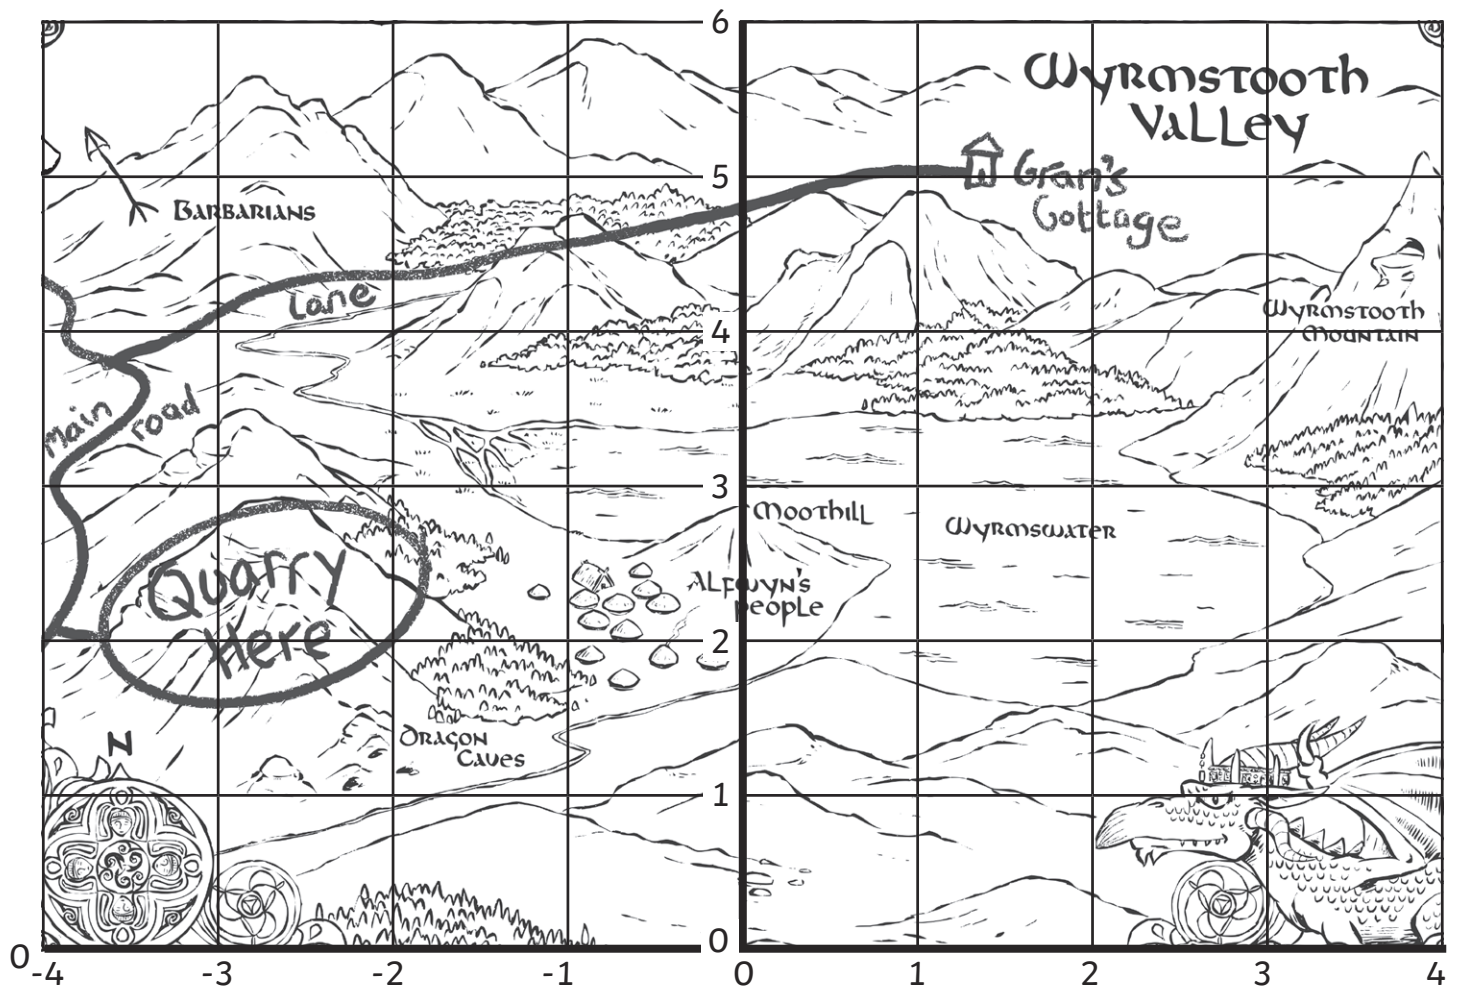 6
Wyrmstooth
Valley
5
Gran's
Cottage
Barbarians
Lane
4
Wyrmstooth
Mountain
Main
road
3
Moothill
Wyrmswater
Quarry
Here
Alfwyn's
people
2
Dragon
Caves
N
1
0
0
-4 -3 -2 -1 0 1 2 3 4